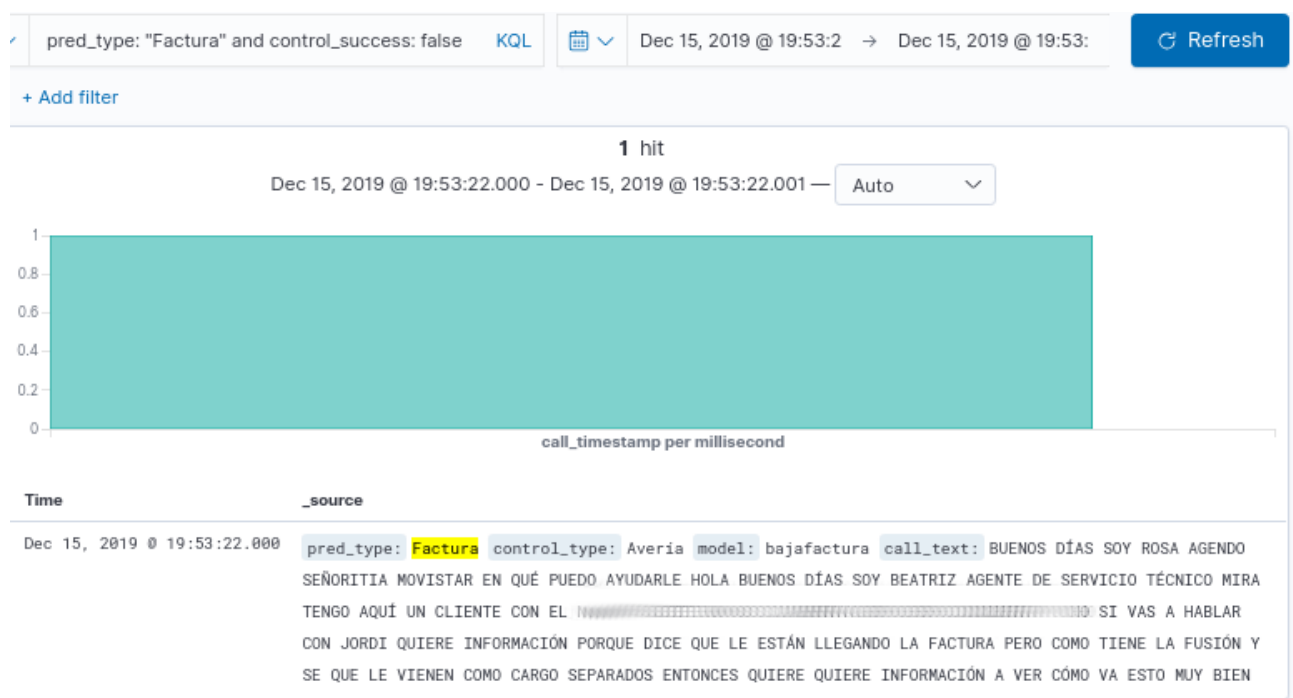 pred_type: "Factura" and control_success: false KQL Dec 15, 2019 @ 19:53:2 → Dec 15, 2019 @ 19:53: Refresh
+ Add filter
1 hit
Dec 15, 2019 @ 19:53:22.000 - Dec 15, 2019 @ 19:53:22.001 — Auto
1
0.8
0.6
0.4
0.2
0
call_timestamp per millisecond
Time _source
Dec 15, 2019 @ 19:53:22.000 pred_type: Factura control_type: Avería model: bajafactura call_text: BUENOS DÍAS SOY ROSA AGENDO
SEÑORITIA MOVISTAR EN QUÉ PUEDO AYUDARLE HOLA BUENOS DÍAS SOY BEATRIZ AGENTE DE SERVICIO TÉCNICO MIRA
TENGO AQUÍ UN CLIENTE CON EL SI VAS A HABLAR
CON JORDI QUIERE INFORMACIÓN PORQUE DICE QUE LE ESTÁN LLEGANDO LA FACTURA PERO COMO TIENE LA FUSIÓN Y
SE QUE LE VIENEN COMO CARGO SEPARADOS ENTONCES QUIERE QUIERE INFORMACIÓN A VER CÓMO VA ESTO MUY BIEN